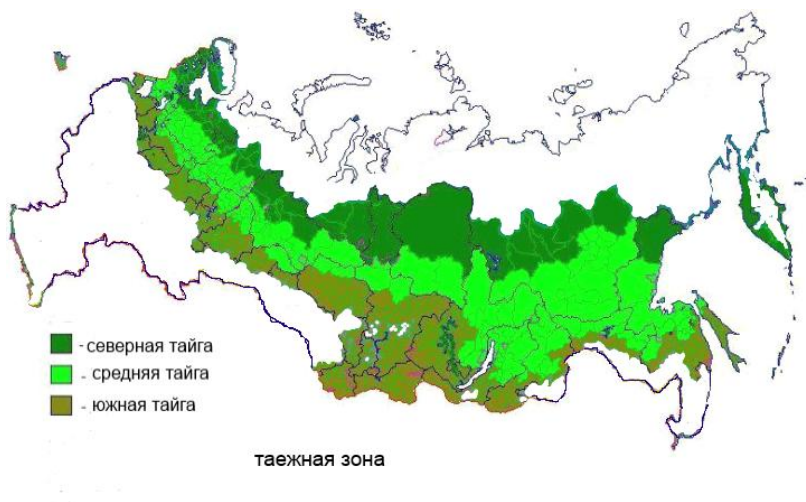 - северная тайга
- средняя тайга
- южная тайга
таежная зона